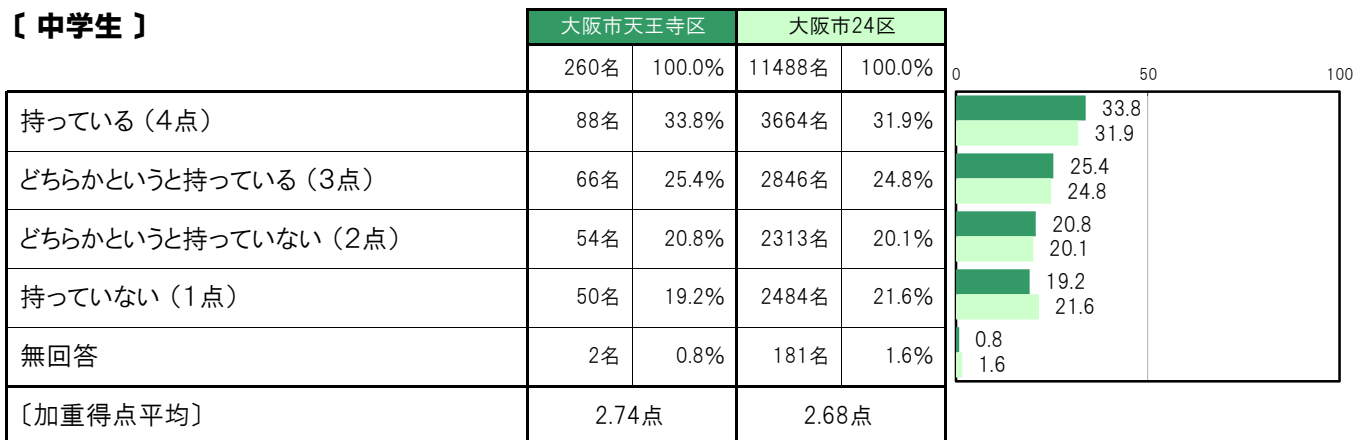 〔 中学生 〕
大阪市天王寺区 大阪市24区
260名 100.0% 11488名 100.0% 0 50 100
持っている（4点） 88名 33.8% 3664名 31.9% 33.8
31.9
どちらかというと持っている（3点） 66名 25.4% 2846名 24.8% 25.4
24.8
どちらかというと持っていない（2点） 54名 20.8% 2313名 20.1% 20.8
20.1
持っていない（1点） 50名 19.2% 2484名 21.6% 19.2
21.6
無回答 2名 0.8% 181名 1.6% 0.8
1.6
〔加重得点平均〕 2.74点 2.68点